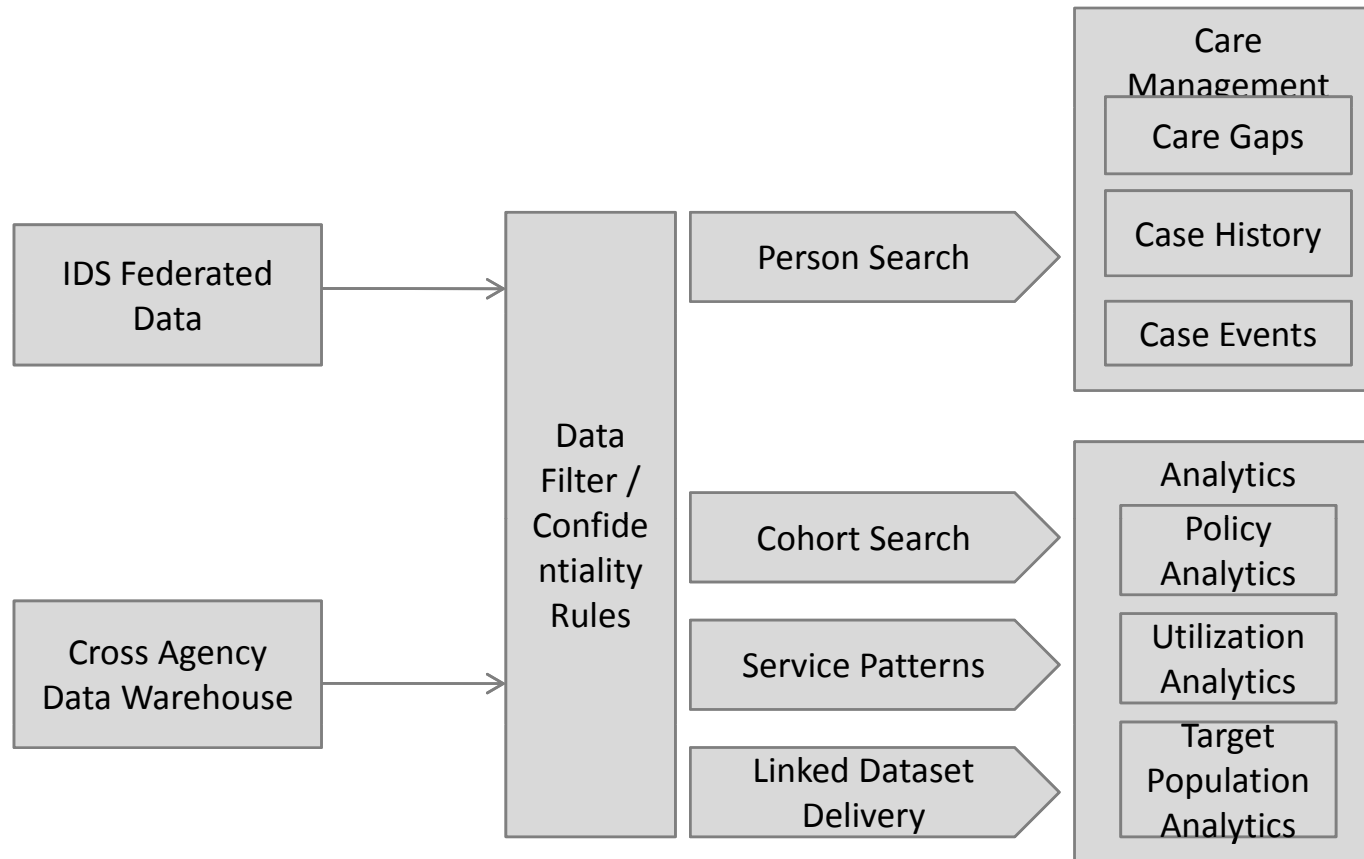 IDS Federated
Data
Cross Agency
Data Warehouse
Data
Filter /
Confide
ntiality
Rules
Person Search
Cohort Search
Service Patterns
Linked Dataset
Delivery
Care
Management
Care Gaps
Case History
Case Events
Analytics
Policy
Analytics
Utilization
Analytics
Target
Population
Analytics